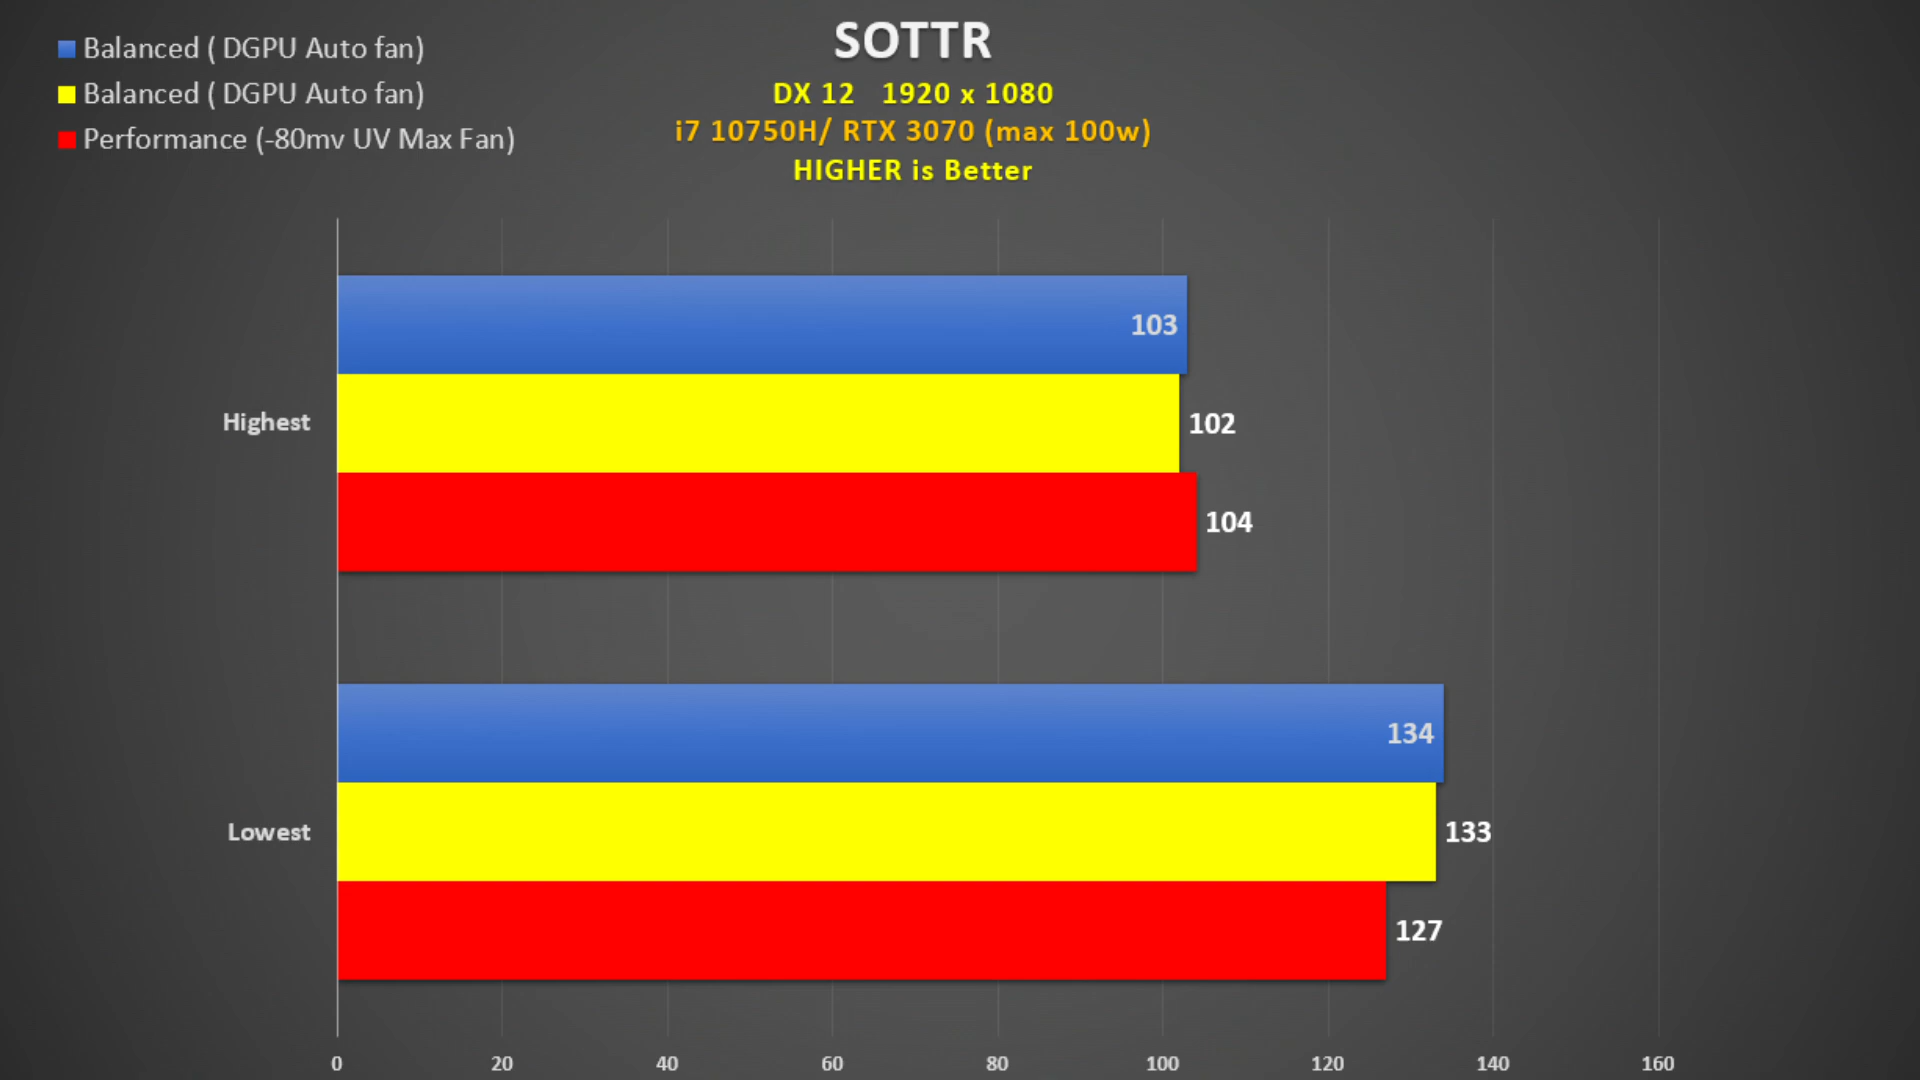 Balanced ( DGPU Auto fan)
Balanced ( DGPU Auto fan)
Performance (-80mv UV Max Fan)
SOTTR
DX 12 1920 x 1080
i7 10750H/ RTX 3070 (max 100w)
HIGHER is Better
Highest
103
102
104
Lowest
134
133
127
0 20 40 60 80 100 120 140 160